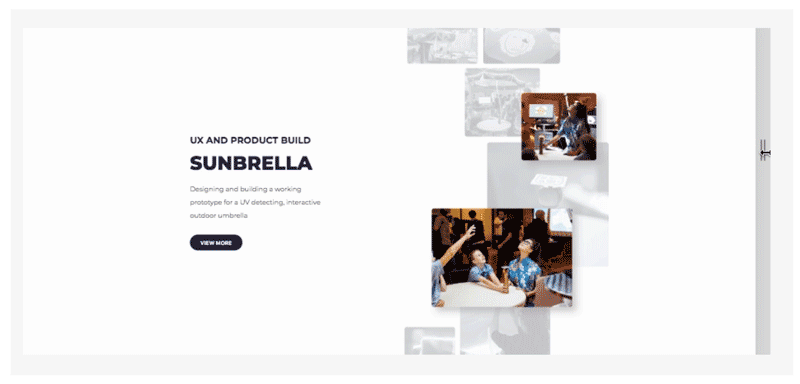 UX AND PRODUCT BUILD
SUNBRELLA
Designing and building a working
prototype for a UV detecting, interactive
outdoor umbrella
VIEW MORE